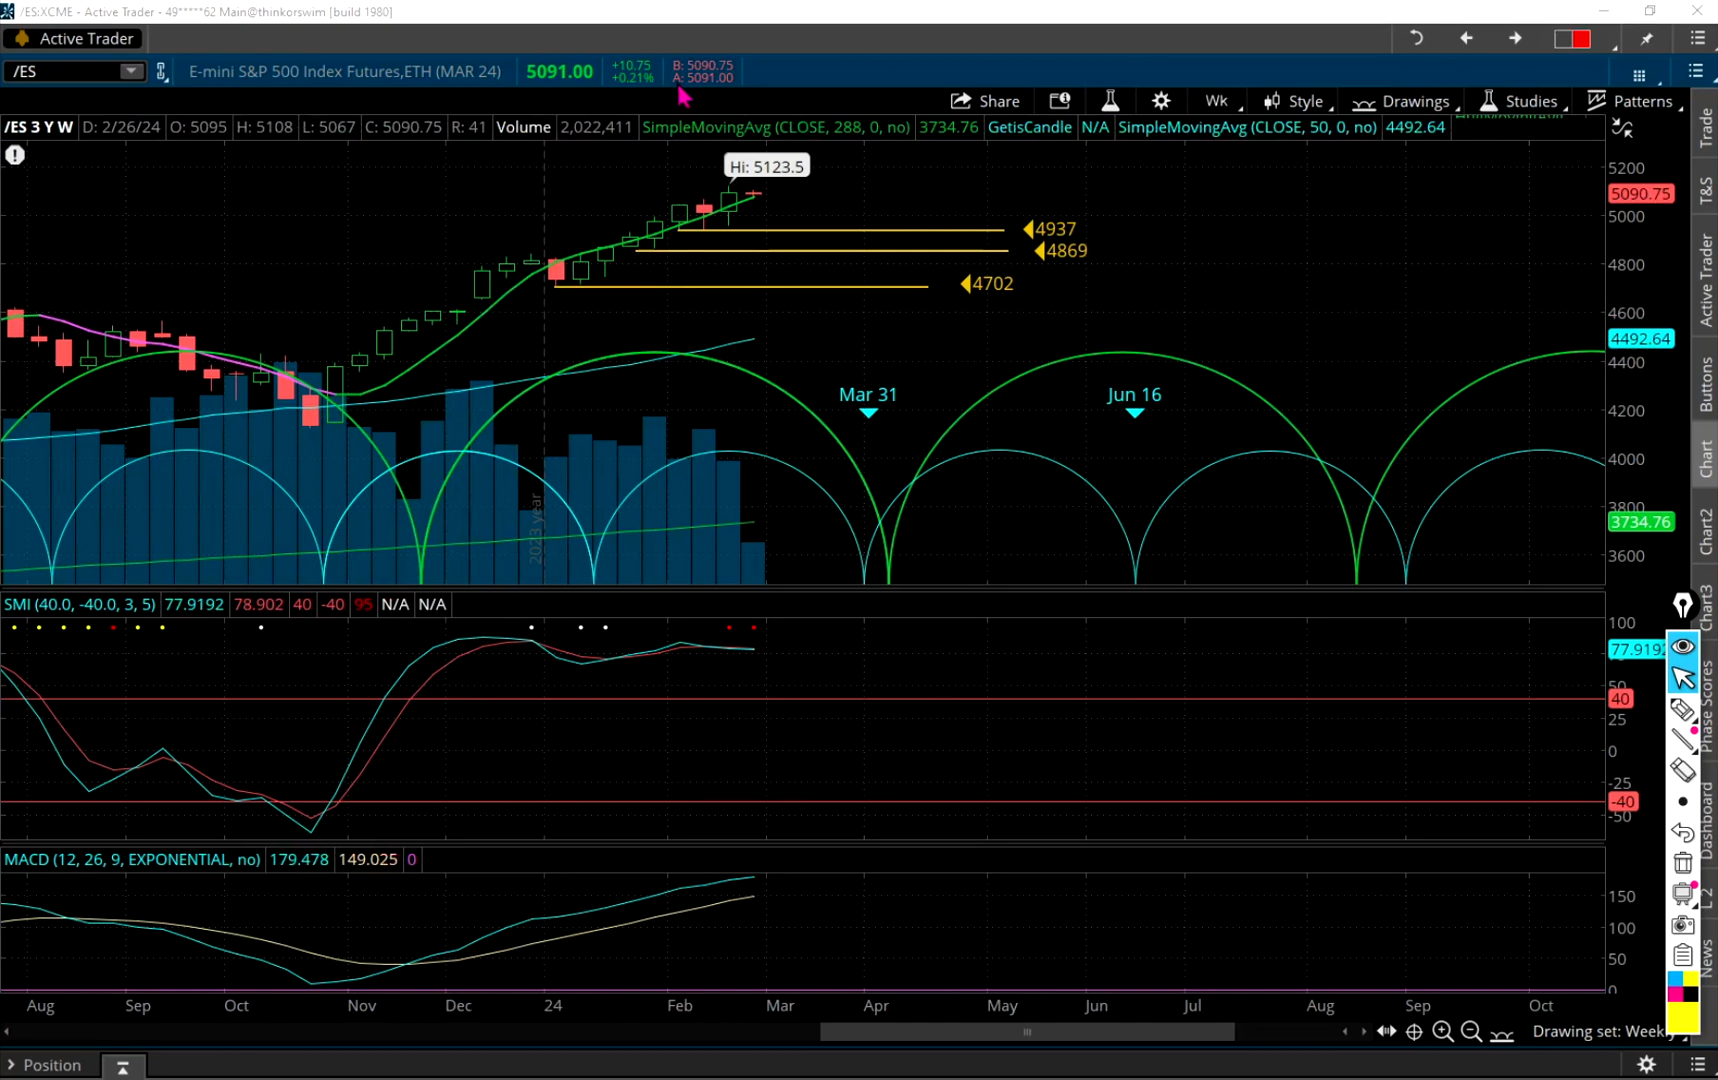 /ES:XCME - Active Trader - 49*****62 Main@thinkorswim [build 1980]
Active Trader
/ES
E-mini S&P 500 Index Futures,ETH (MAR 24)
5091.00
+10.75
+0.21%
B: 5090.75
A: 5091.00
Share
Wk
Style
Drawings
Studies
Patterns
/ES 3 Y W D: 2/26/24 O: 5095 H: 5108 L: 5067 C: 5090.75 R: 41 Volume 2,022,411 SimpleMovingAvg (CLOSE, 288, 0, no) 3734.76 GetisCandle N/A SimpleMovingAvg (CLOSE, 50, 0, no) 4492.64
Hi: 5123.5
4937
4869
4702
Mar 31
Jun 16
2023 year
5200
5090.75
5000
4800
4600
4492.64
4400
4200
4000
3800
3734.76
3600
SMI (40.0, -40.0, 3, 5) 77.9192 78.902 40 -40 95 N/A N/A
100
77.9192
50
40
25
0
-25
-40
-50
MACD (12, 26, 9, EXPONENTIAL, no) 179.478 149.025 0
150
100
50
0
Aug Sep Oct Nov Dec 24 Feb Mar Apr May Jun Jul Aug Sep Oct
Drawing set: Weekly
Position
Trade
T&S
Active Trader
Buttons
Chart
Chart2
Chart3
Phase Scores
Dashboard
L 2
News